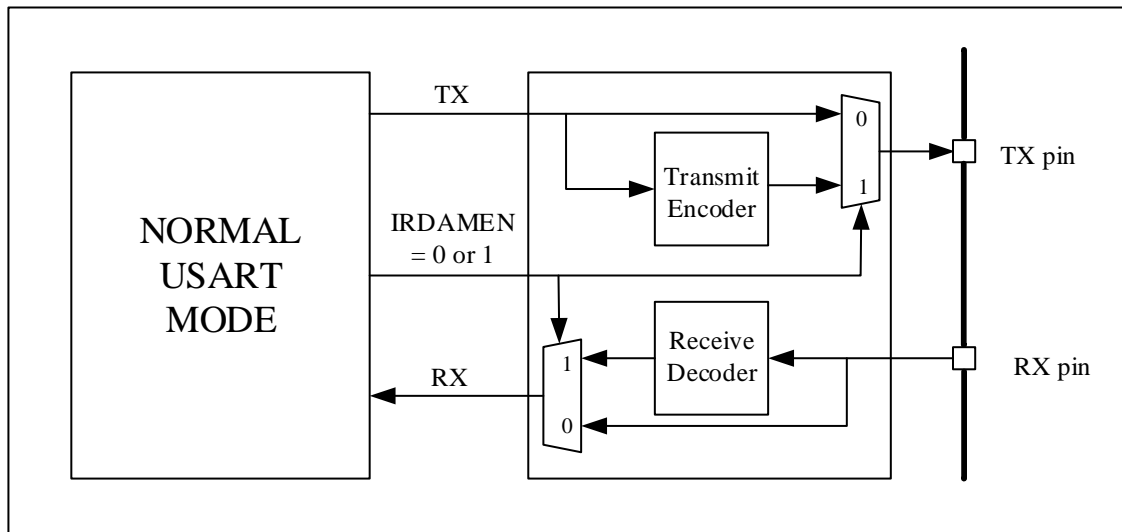 TX
0
TX pin
Transmit
Encoder
1
NORMAL
USART
MODE
IRDAMEN
= 0 or 1
Receive
Decoder
1
RX
RX pin
0